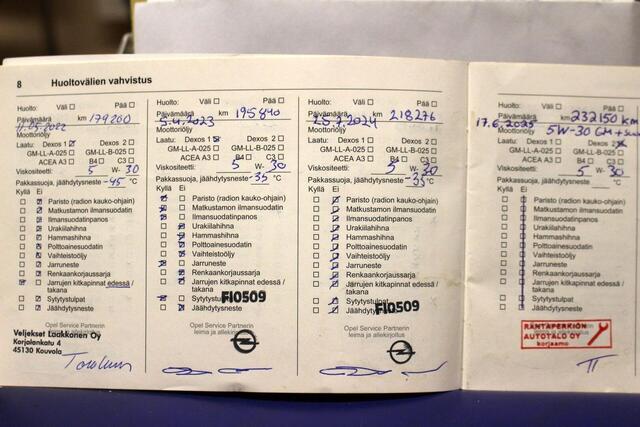 8 Huoltovälien vahvistus
Huolto: Väli Pää
Päivämäärä km 179200
11.05.2022
Moottoriöljy
Laatu: Dexos 1 Dexos 2
GM-LL-A-025 GM-LL-B-025
ACEA A3 B4 C3
Viskositeetti: 5 W- 30
Pakkassuoja, jäähdytysneste -45 °C
Kyllä Ei
Paristo (radion kauko-ohjain)
Matkustamon ilmansuodatin
Ilmansuodatinpanos
Urakiilahihna
Hammashihna
Polttoainesuodatin
Vaihteistoöljy
Jarruneste
Renkaankorjaussarja
Jarrujen kitkapinnat edessä /
takana
Sytytystulpat
Jäähdytysneste
Opel Service Partnerin
leima ja allekirjoitus
Veljekset Laakkonen Oy
Korjalankatu 4
45130 Kouvola
Huolto: Väli Pää
Päivämäärä km 195840
5.4.2023
Moottoriöljy
Laatu: Dexos 1 Dexos 2
GM-LL-A-025 GM-LL-B-025
ACEA A3 B4 C3
Viskositeetti: 5 W- 30
Pakkassuoja, jäähdytysneste -35 °C
Kyllä Ei
Paristo (radion kauko-ohjain)
Matkustamon ilmansuodatin
Ilmansuodatinpanos
Urakiilahihna
Hammashihna
Polttoainesuodatin
Vaihteistoöljy
Jarruneste
Renkaankorjaussarja
Jarrujen kitkapinnat edessä /
takana
Sytytystulpat
FI0509
Jäähdytysneste
Opel Service Partnerin
leima ja allekirjoitus
Huolto: Väli Pää
Päivämäärä km 218276
Moottoriöljy
Laatu: Dexos 1 Dexos 2
GM-LL-A-025 GM-LL-B-025
ACEA A3 B4 C3
Viskositeetti: 5 W- 30
Pakkassuoja, jäähdytysneste -35 °C
Kyllä Ei
Paristo (radion kauko-ohjain)
Matkustamon ilmansuodatin
Ilmansuodatinpanos
Urakiilahihna
Hammashihna
Polttoainesuodatin
Vaihteistoöljy
Jarruneste
Renkaankorjaussarja
Jarrujen kitkapinnat edessä /
takana
Sytytystulpat
FI0509
Jäähdytysneste
Opel Service Partnerin
leima ja allekirjoitus
Huolto: Väli Pää
Päivämäärä 232150 km
17.6.2025
Moottoriöljy 5W-30 GM +
Laatu: Dexos 1 Dexos 2
GM-LL-A-025 GM-LL-B-025
ACEA A3 B4 C3
Viskositeetti: 5 W- 30
Pakkassuoja, jäähdytysneste °C
Kyllä Ei
Paristo (radion kauko-ohjain)
Matkustamon ilmansuodatin
Ilmansuodatinpanos
Urakiilahihna
Hammashihna
Polttoainesuodatin
Vaihteistoöljy
Jarruneste
Renkaankorjaussarja
Jarrujen kitkapinnat edessä /
takana
Sytytystulpat
Jäähdytysneste
RANTAPERKIÖN
AUTOTALO OY
korjaamo
leima ja allekirjoitus